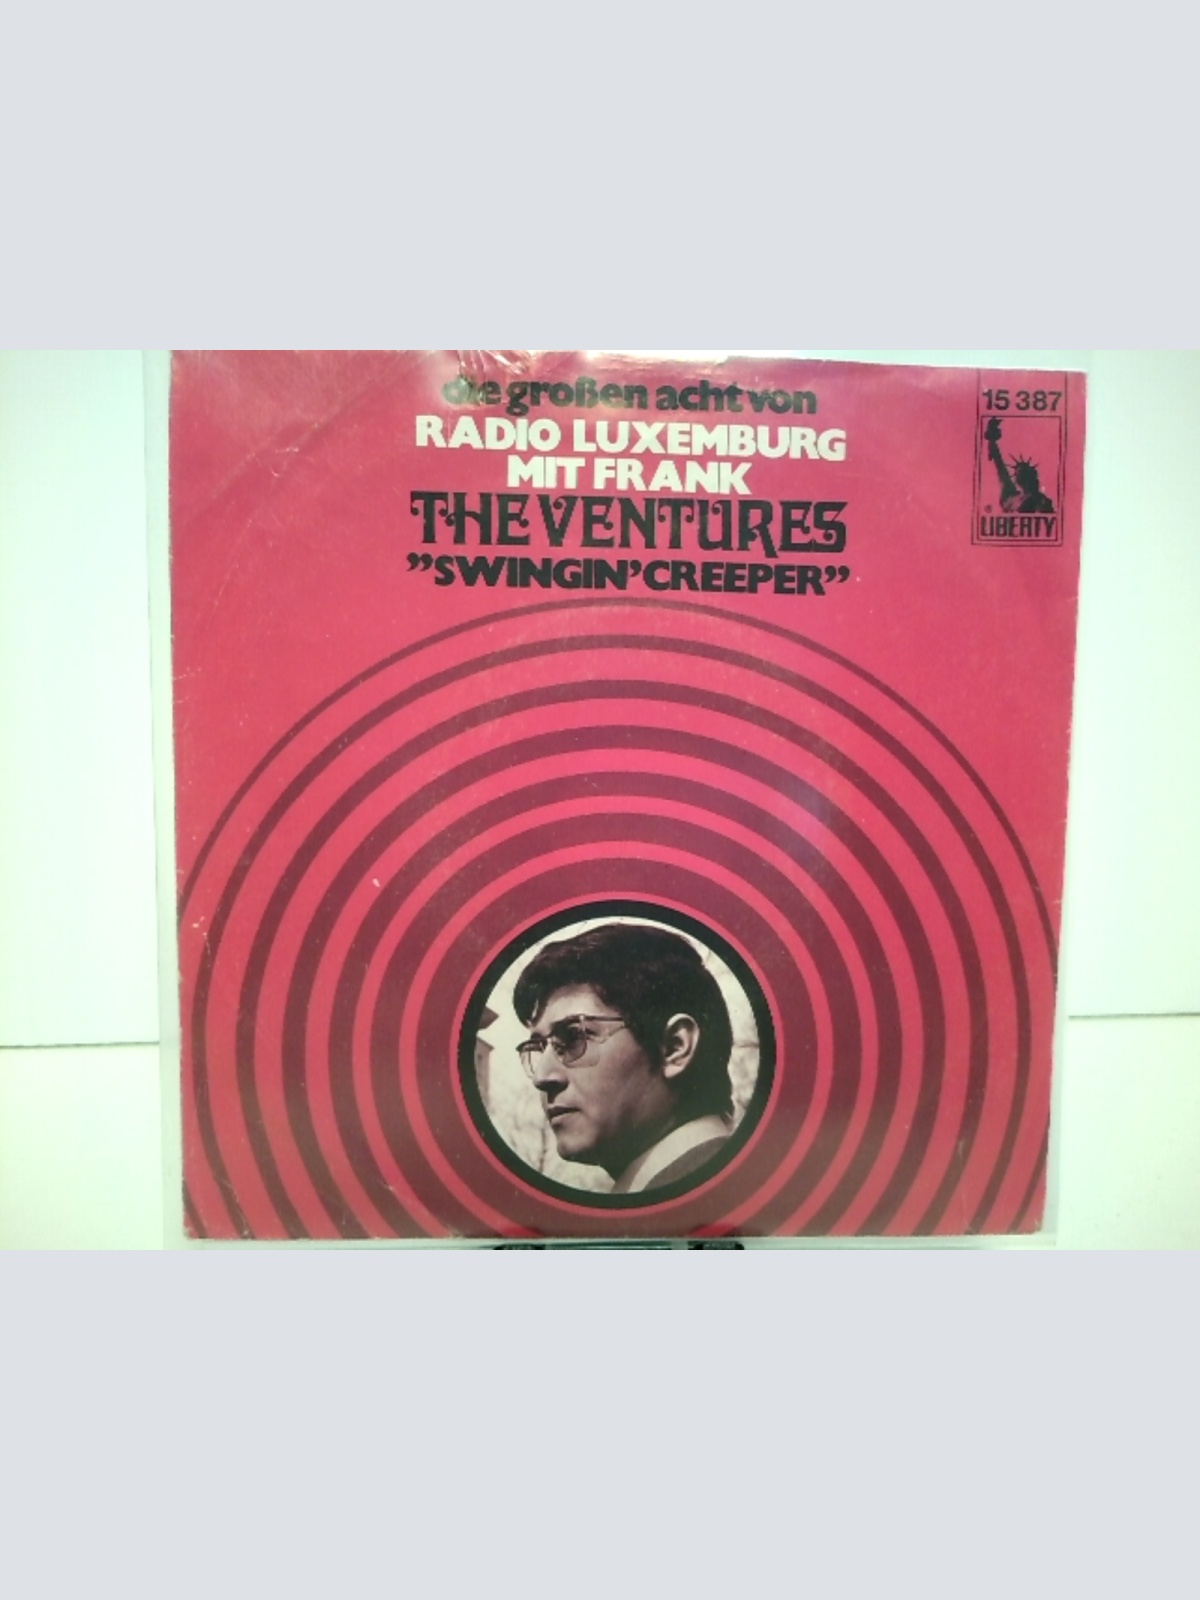 die großen acht von
RADIO LUXEMBURG
MIT FRANK
THE VENTURES
”SWINGIN’ CREEPER”
15 387
®
LIBERTY